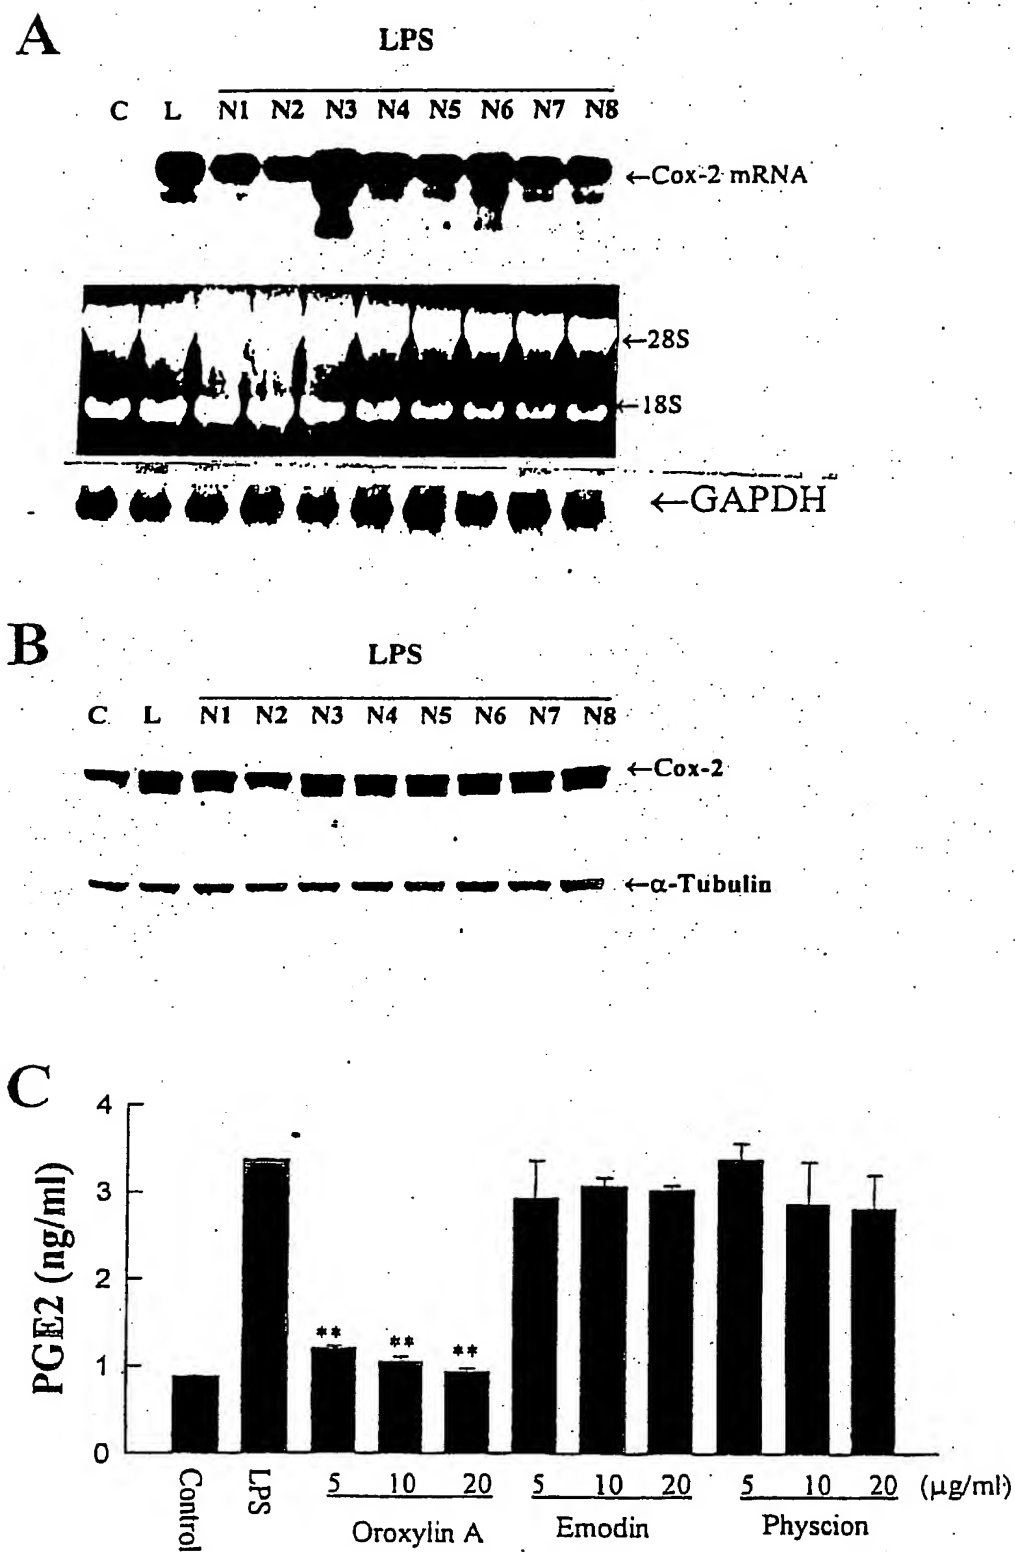 A
LPS
C L N1 N2 N3 N4 N5 N6 N7 N8
←Cox-2 mRNA
←28S
←18S
←GAPDH
B
LPS
C L N1 N2 N3 N4 N5 N6 N7 N8
←Cox-2
←α-Tubulin
C
PGE2 (ng/ml)
4
3
2
1
0
** ** **
Control LPS 5 10 20 5 10 20 5 10 20 (μg/ml)
Oroxylin A Emodin Physcion